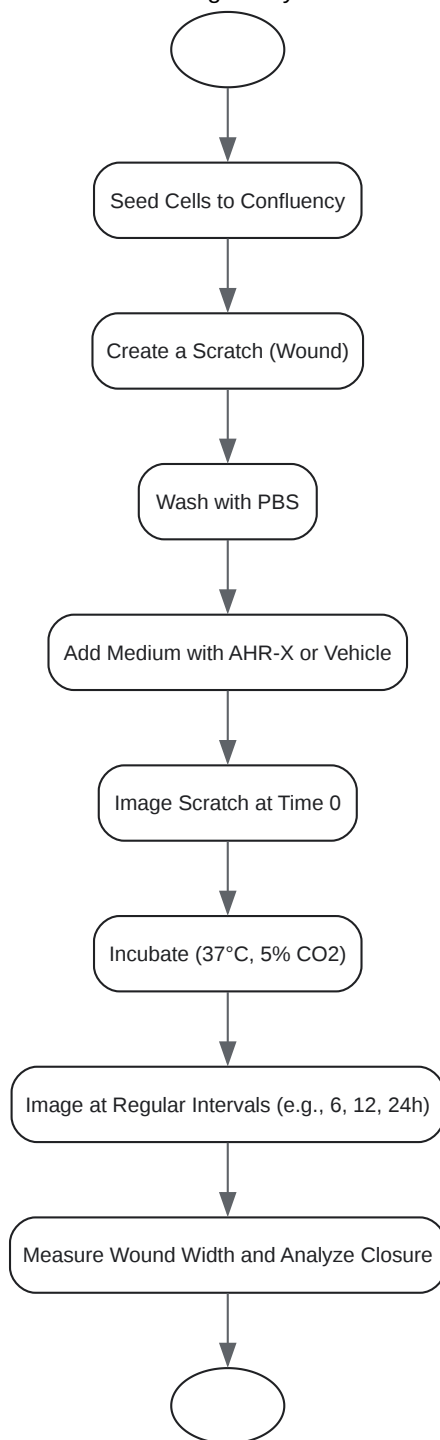 Seed Cells to Confluency
Create a Scratch (Wound)
Wash with PBS
Add Medium with AHR-X or Vehicle
Image Scratch at Time 0
Incubate (37°C, 5% CO2)
Image at Regular Intervals (e.g., 6, 12, 24h)
Measure Wound Width and Analyze Closure